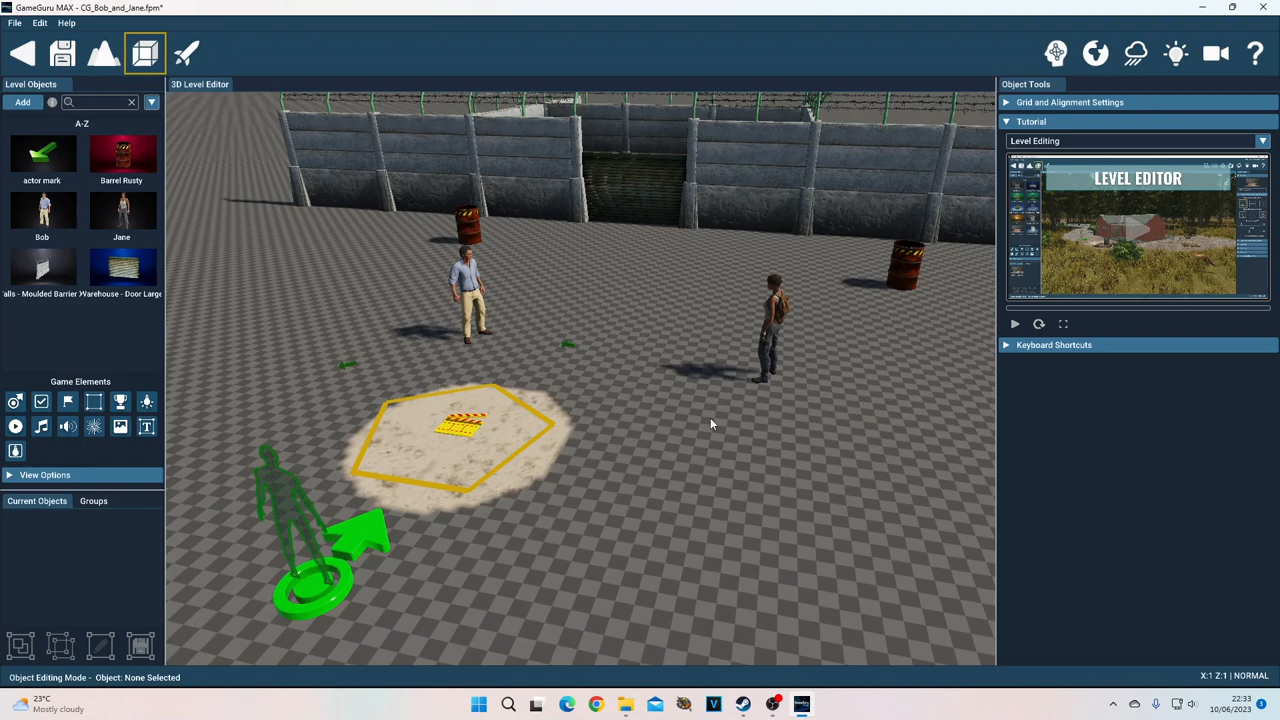 GameGuru MAX - CG_Bob_and_Jane.fpm*
File Edit Help
Level Objects
3D Level Editor
Object Tools
Add
Grid and Alignment Settings
Tutorial
Level Editing
LEVEL EDITOR
Keyboard Shortcuts
A-Z
actor mark
Barrel Rusty
Bob
Jane
alls - Moulded Barrier
Warehouse - Door Large
Game Elements
View Options
Current Objects
Groups
Object Editing Mode - Object: None Selected
X:1 Z:1 | NORMAL
23°C
Mostly cloudy
22:33
10/06/2023
3